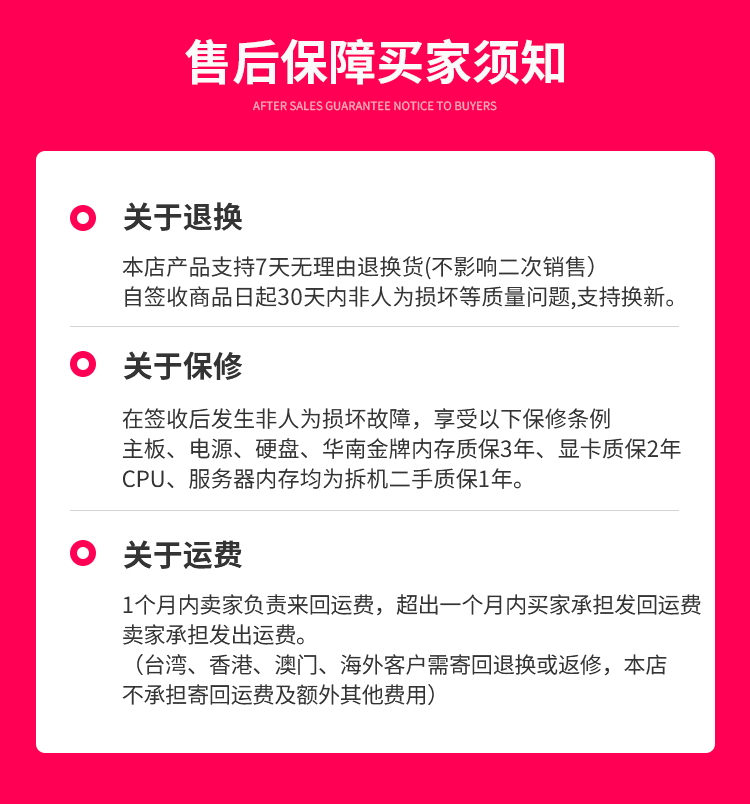 售后保障买家须知
AFTER SALES GUARANTEE NOTICE TO BUYERS
关于退换
本店产品支持7天无理由退换货(不影响二次销售）
自签收商品日起30天内非人为损坏等质量问题,支持换新。
关于保修
在签收后发生非人为损坏故障，享受以下保修条例
主板、电源、硬盘、华南金牌内存质保3年、显卡质保2年
CPU、服务器内存均为拆机二手质保1年。
关于运费
1个月内卖家负责来回运费，超出一个月内买家承担发回运费
卖家承担发出运费。
（台湾、香港、澳门、海外客户需寄回退换或返修，本店
不承担寄回运费及额外其他费用）